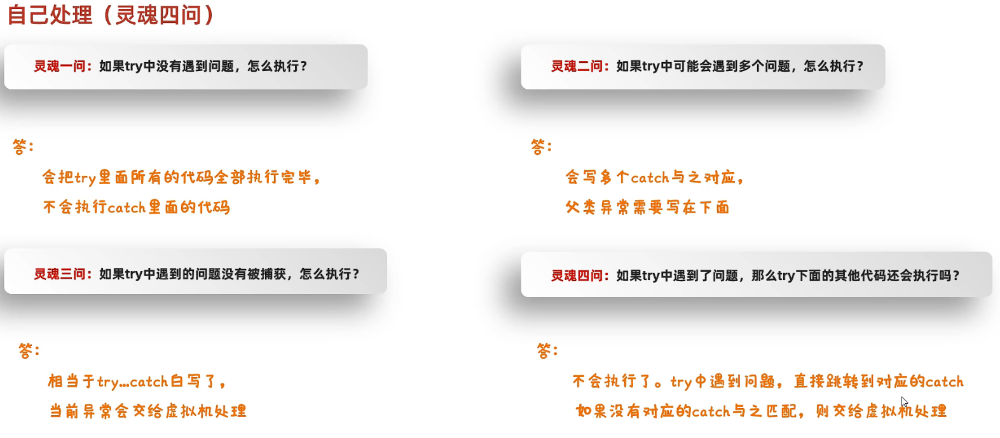 自己处理（灵魂四问）
灵魂一问：如果try中没有遇到问题，怎么执行？
答：
会把try里面所有的代码全部执行完毕，
不会执行catch里面的代码
灵魂二问：如果try中可能会遇到多个问题，怎么执行？
答：
会写多个catch与之对应，
父类异常需要写在下面
灵魂三问：如果try中遇到的问题没有被捕获，怎么执行？
答：
相当于try...catch白写了，
当前异常会交给虚拟机处理
灵魂四问：如果try中遇到了问题，那么try下面的其他代码还会执行吗？
答：
不会执行了。try中遇到问题，直接跳转到对应的catch
如果没有对应的catch与之匹配，则交给虚拟机处理